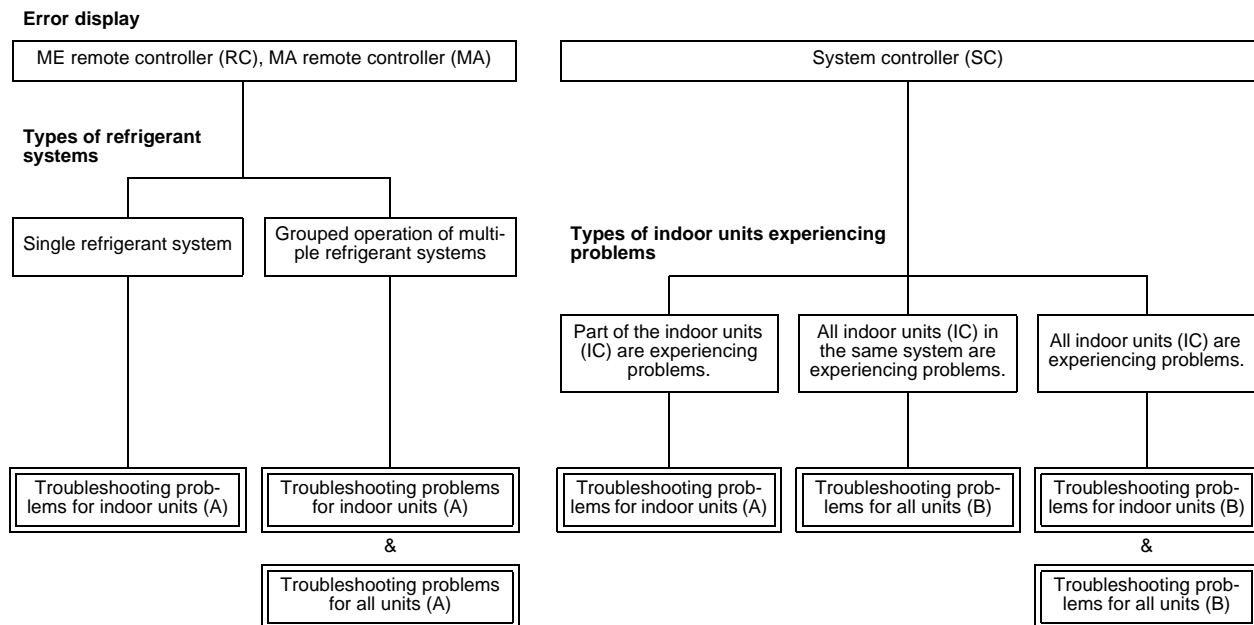 Error display
ME remote controller (RC), MA remote controller (MA)
System controller (SC)
Types of refrigerant
systems
Single refrigerant system
Grouped operation of multi-
ple refrigerant systems
Types of indoor units experiencing
problems
Part of the indoor units
(IC) are experiencing
problems.
All indoor units (IC) in
the same system are
experiencing problems.
All indoor units (IC) are
experiencing problems.
Troubleshooting prob-
lems for indoor units (A)
Troubleshooting problems
for indoor units (A)
&
Troubleshooting problems
for all units (A)
Troubleshooting prob-
lems for indoor units (A)
Troubleshooting prob-
lems for all units (B)
Troubleshooting prob-
lems for indoor units (B)
&
Troubleshooting prob-
lems for all units (B)